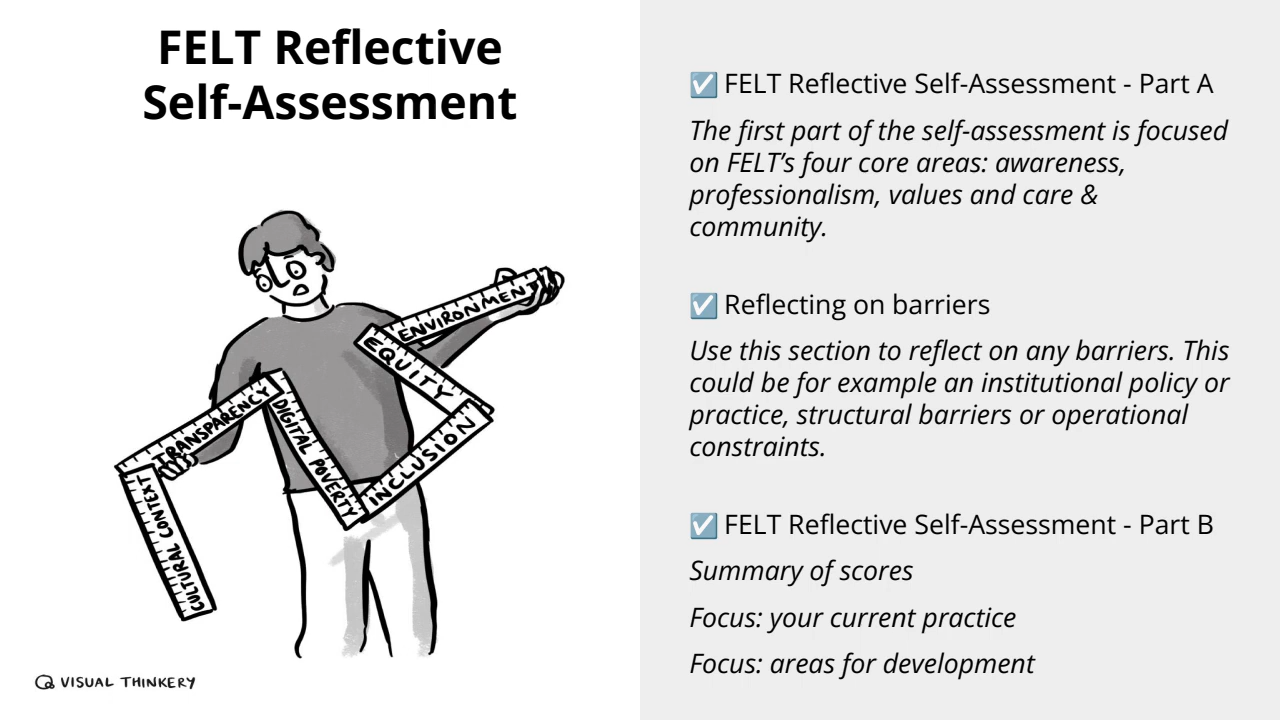 FELT Reflective
Self-Assessment
ENVIRONMENT
EQUITY
TRANSPARENCY
DIGITAL POVERTY
INCLUSION
CULTURAL CONTEXT
VISUAL THINKERY
☑ FELT Reflective Self-Assessment - Part A
The first part of the self-assessment is focused
on FELT’s four core areas: awareness,
professionalism, values and care &
community.
☑ Reflecting on barriers
Use this section to reflect on any barriers. This
could be for example an institutional policy or
practice, structural barriers or operational
constraints.
☑ FELT Reflective Self-Assessment - Part B
Summary of scores
Focus: your current practice
Focus: areas for development